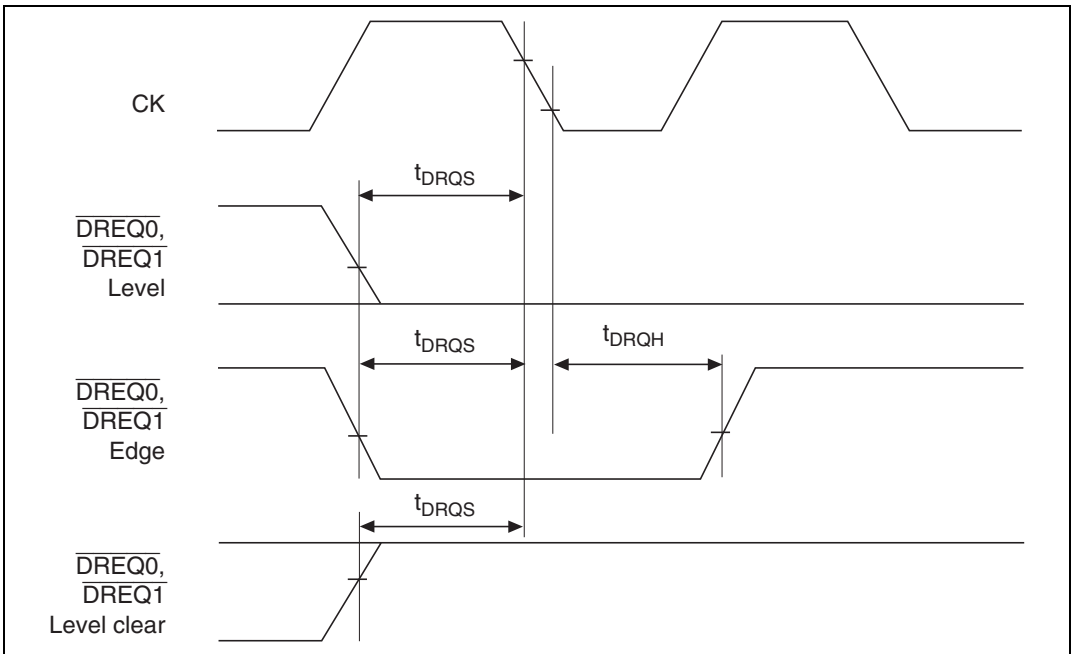 CK
tDRQS
DREQ0,
DREQ1
Level
tDRQS
tDRQH
DREQ0,
DREQ1
Edge
tDRQS
DREQ0,
DREQ1
Level clear